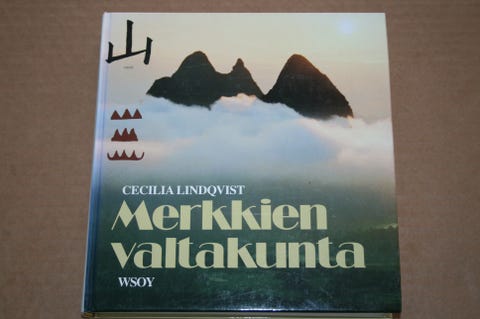 山
CECILIA LINDQVIST
Merkkien
valtakunta
WSOY